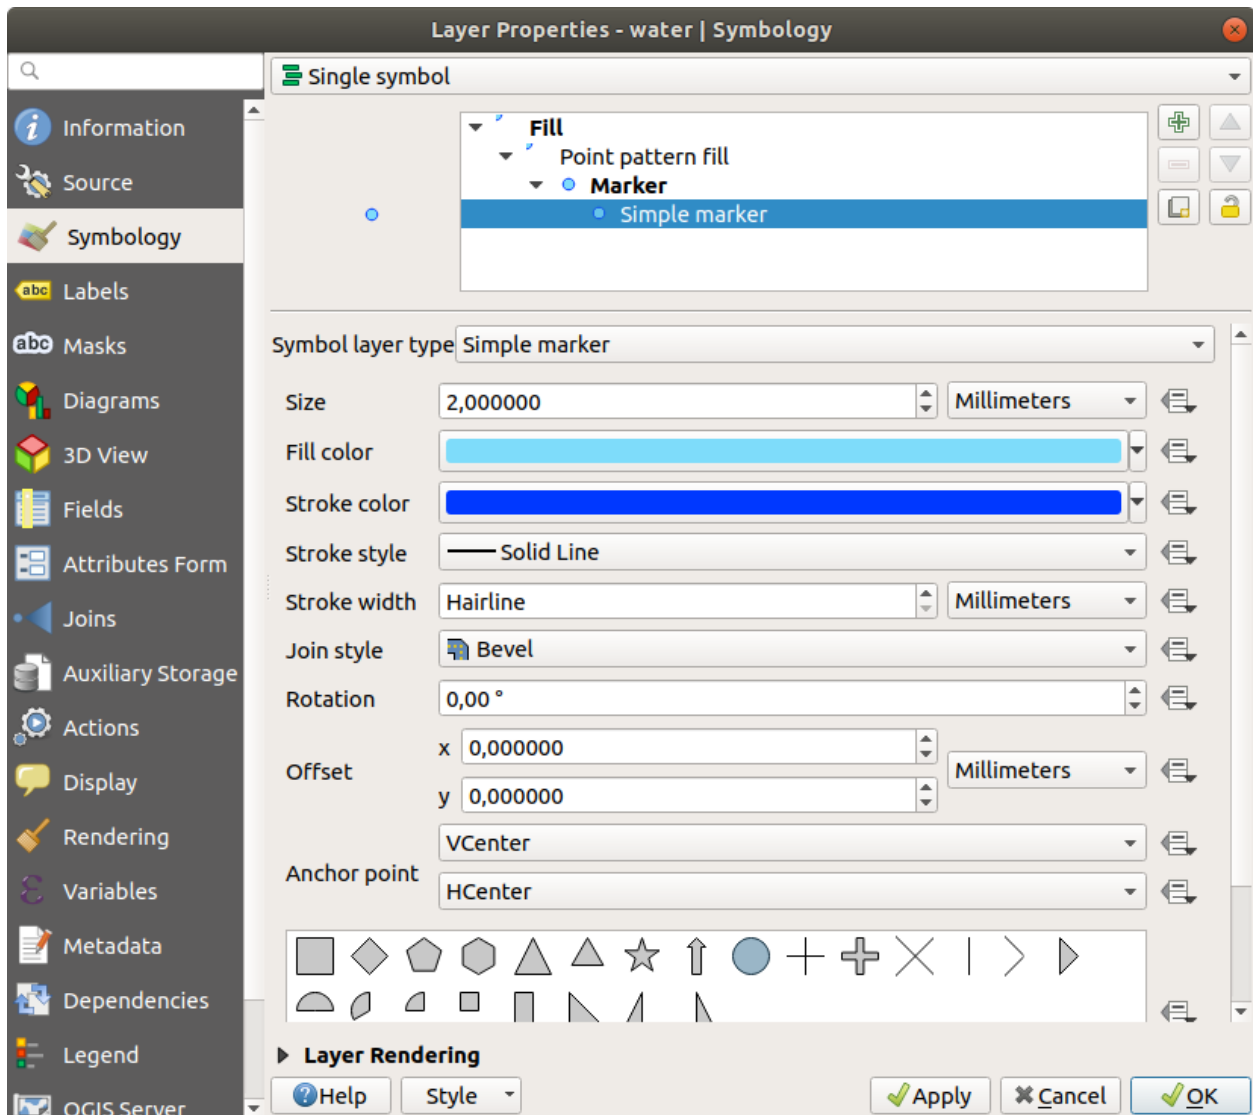 Layer Properties - water | Symbology
Single symbol
Information
Source
Symbology
Labels
Masks
Diagrams
3D View
Fields
Attributes Form
Joins
Auxiliary Storage
Actions
Display
Rendering
Variables
Metadata
Dependencies
Legend
QGIS Server
Fill
Point pattern fill
Marker
Simple marker
Symbol layer type Simple marker
Size 2,000000 Millimeters
Fill color
Stroke color
Stroke style Solid Line
Stroke width Hairline Millimeters
Join style Bevel
Rotation 0,00 °
Offset x 0,000000 Millimeters
y 0,000000
Anchor point VCenter
HCenter
Layer Rendering
Help Style Apply Cancel OK
abc
abc